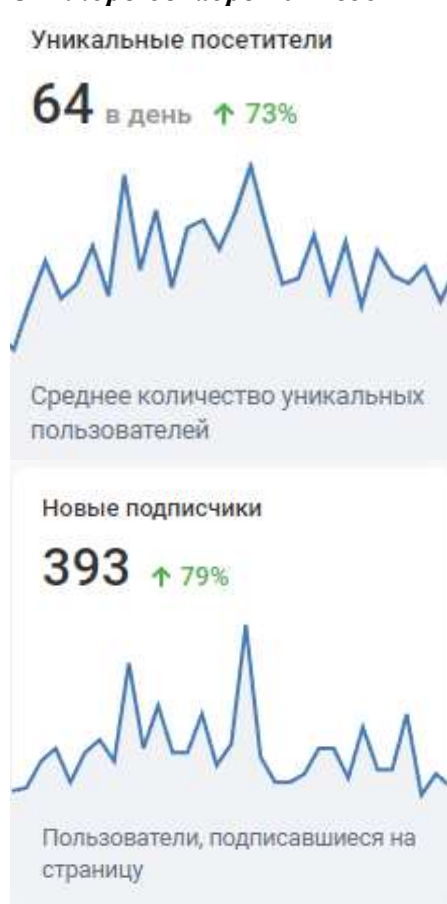 Уникальные посетители
64 в день ↑ 73%
Среднее количество уникальных
пользователей
Новые подписчики
393 ↑ 79%
Пользователи, подписавшиеся на
страницу